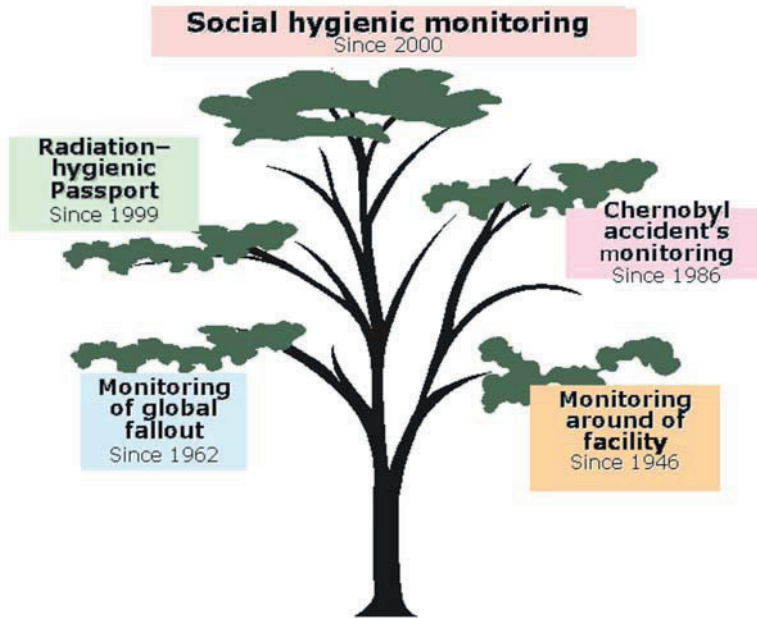 Social hygienic monitoring
Since 2000
Radiation–
hygienic
Passport
Since 1999
Chernobyl
accident's
monitoring
Since 1986
Monitoring
of global
fallout
Since 1962
Monitoring
around of
facility
Since 1946